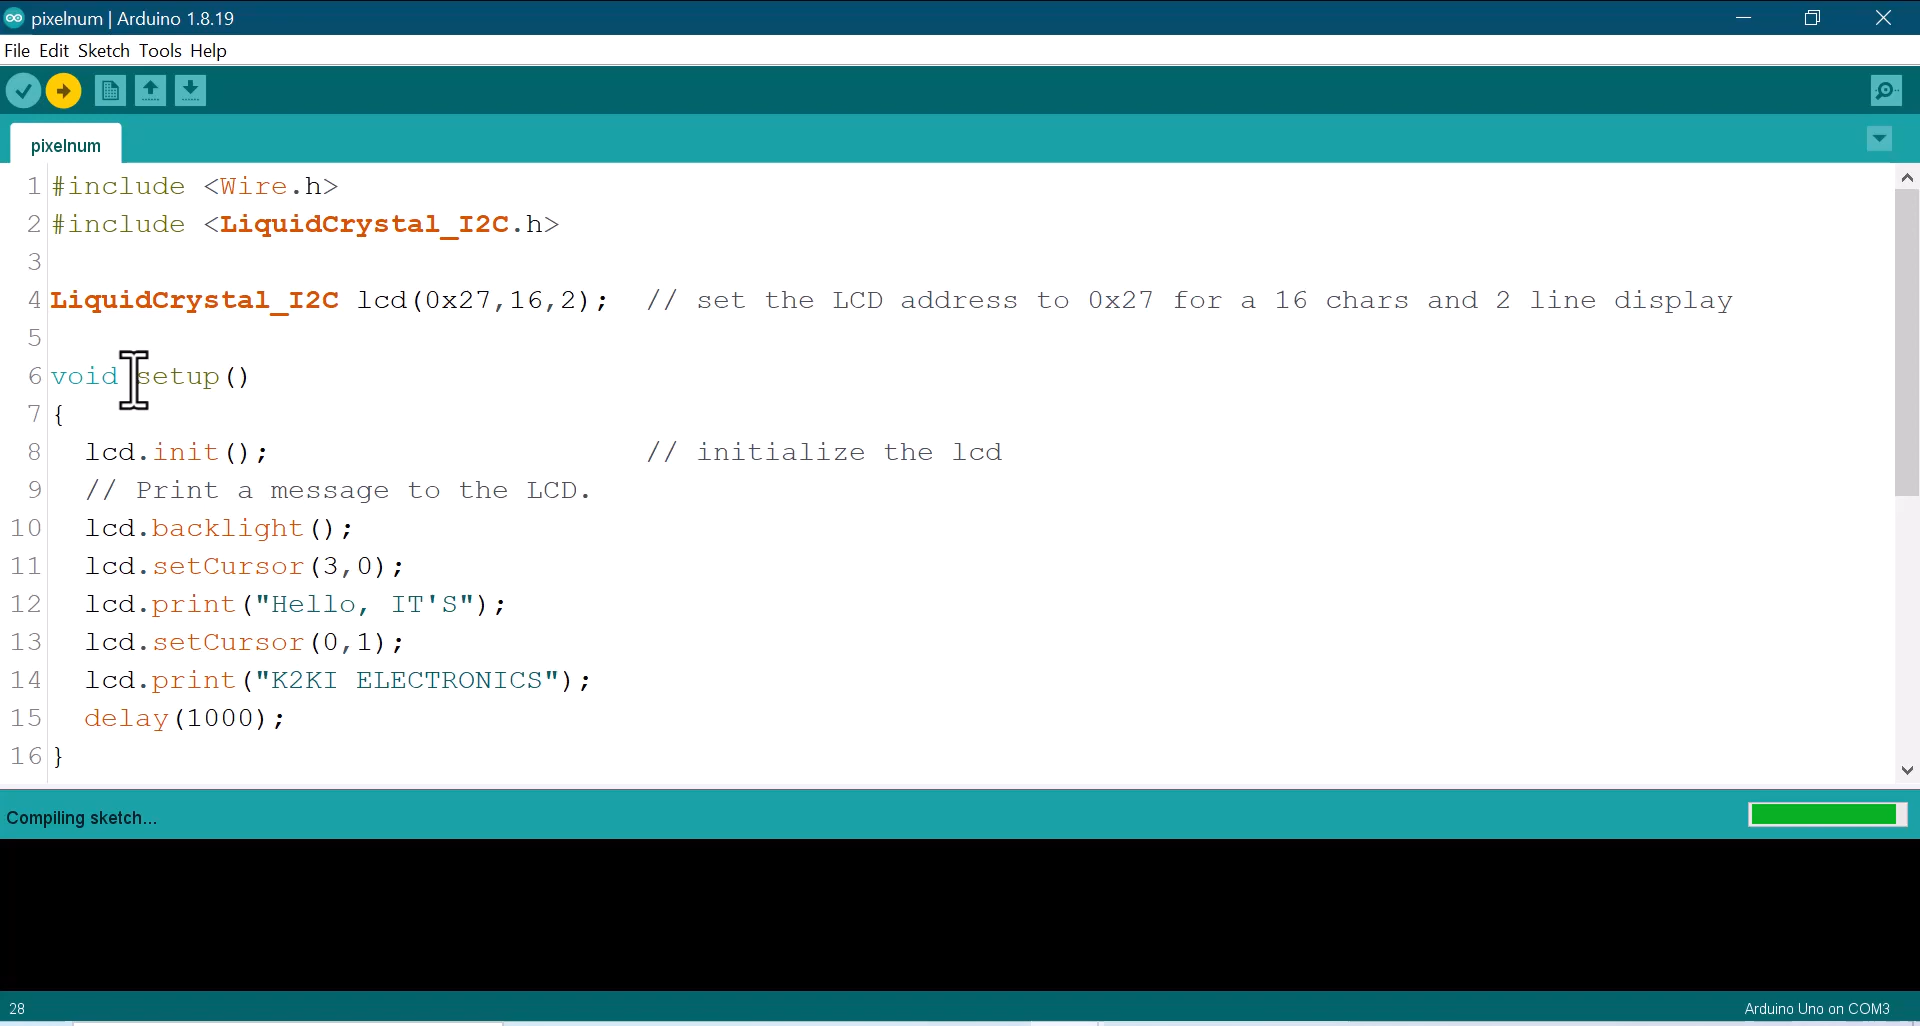 pixelnum | Arduino 1.8.19
File Edit Sketch Tools Help
pixelnum
1 #include <Wire.h>
2 #include <LiquidCrystal_I2C.h>
3
4 LiquidCrystal_I2C lcd(0x27,16,2);  // set the LCD address to 0x27 for a 16 chars and 2 line display
5
6 void setup()
7 {
8   lcd.init();                      // initialize the lcd
9   // Print a message to the LCD.
10   lcd.backlight();
11   lcd.setCursor(3,0);
12   lcd.print("Hello, IT'S");
13   lcd.setCursor(0,1);
14   lcd.print("K2KI ELECTRONICS");
15   delay(1000);
16 }
Compiling sketch...
28
Arduino Uno on COM3